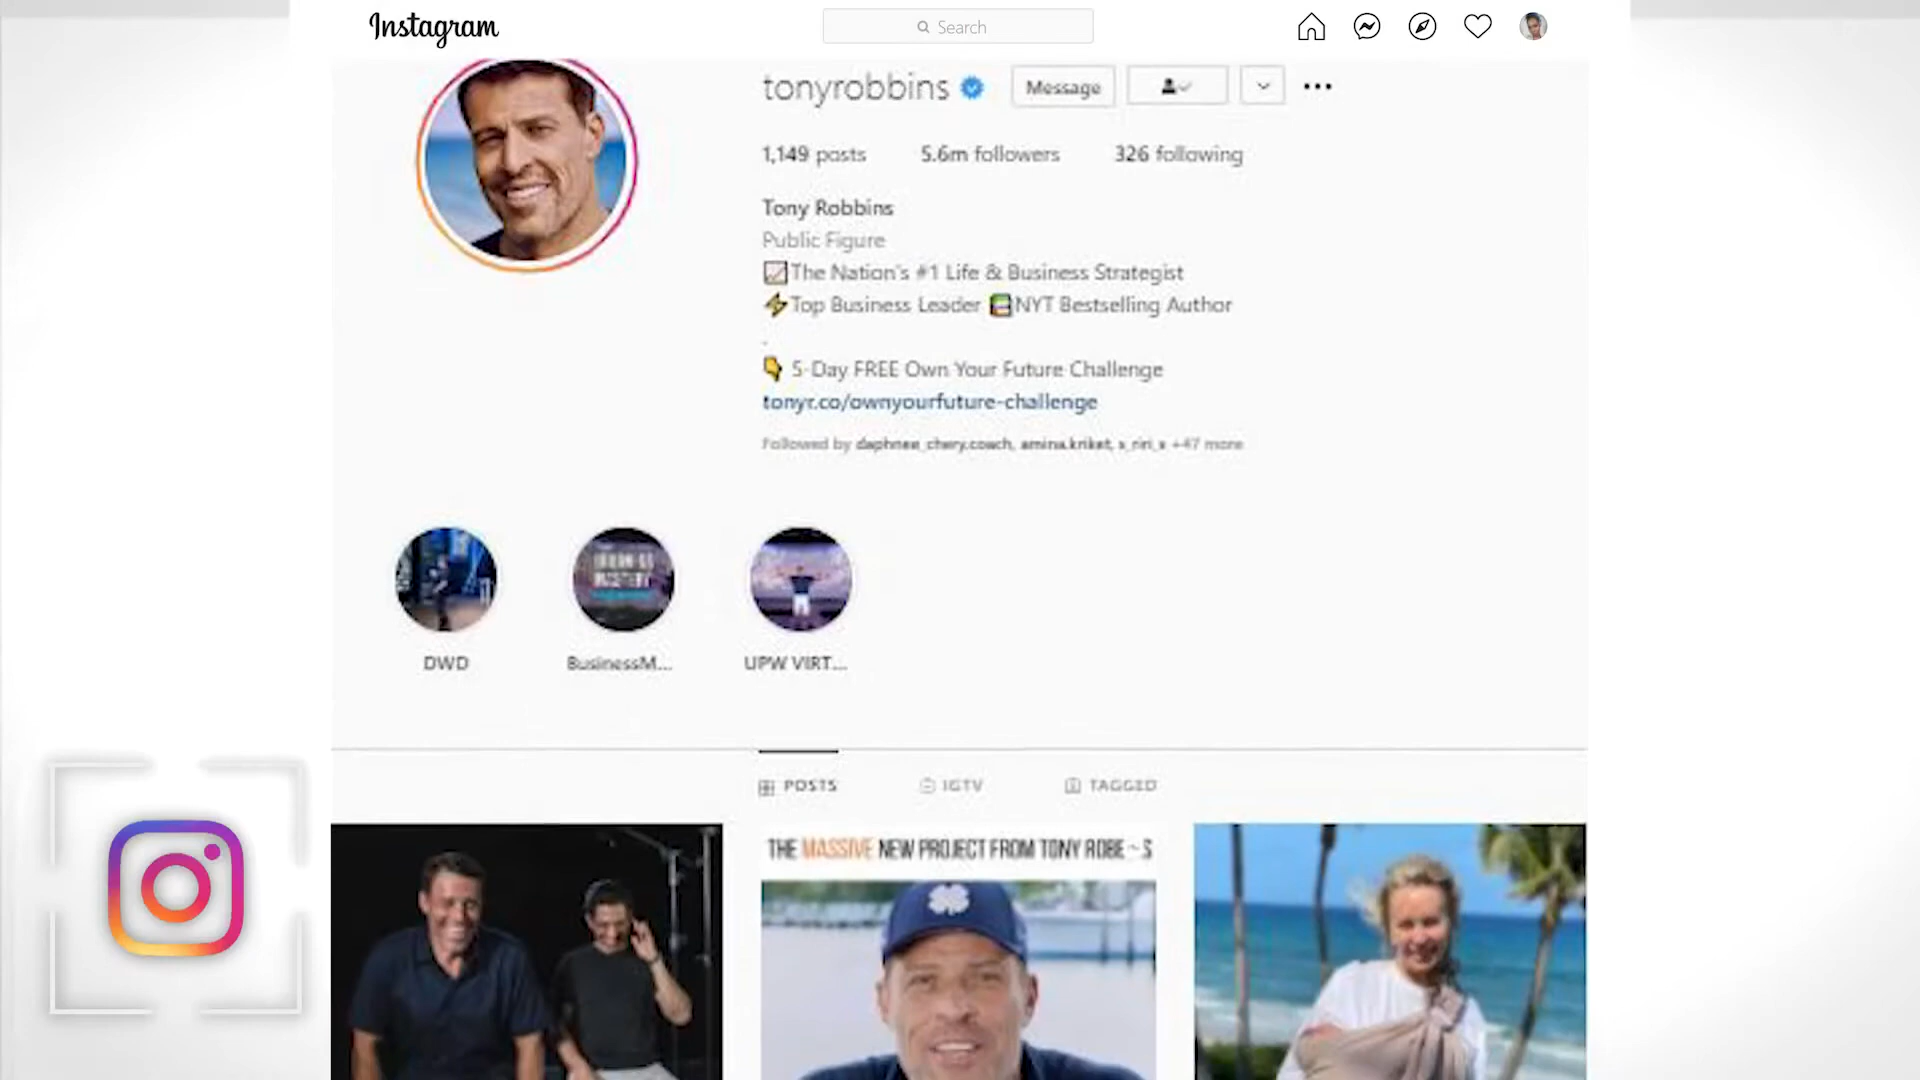 Instagram
Search
tonyrobbins
Message
1,149 posts 5.6m followers 326 following
Tony Robbins
Public Figure
The Nation's #1 Life & Business Strategist
Top Business Leader NYT Bestselling Author
.
5-Day FREE Own Your Future Challenge
tonyr.co/ownyourfuture-challenge
Followed by daphnee_chery.coach, amina.kriket, x_riri_x +47 more
DWD BusinessM... UPW VIRT...
POSTS IGTV TAGGED
THE MASSIVE NEW PROJECT FROM TONY